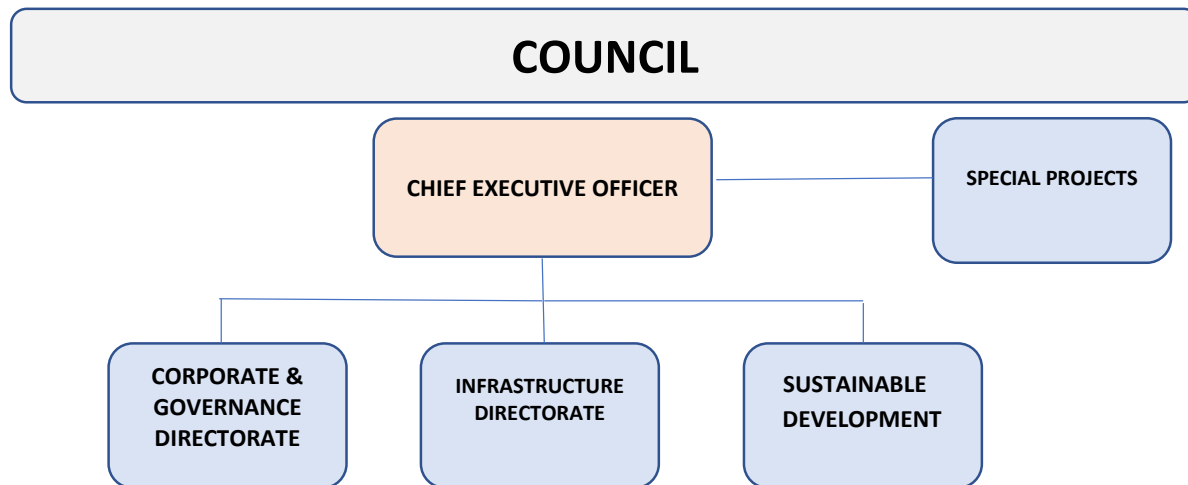 COUNCIL
CHIEF EXECUTIVE OFFICER
SPECIAL PROJECTS
CORPORATE &
GOVERNANCE
DIRECTORATE
INFRASTRUCTURE
DIRECTORATE
SUSTAINABLE
DEVELOPMENT